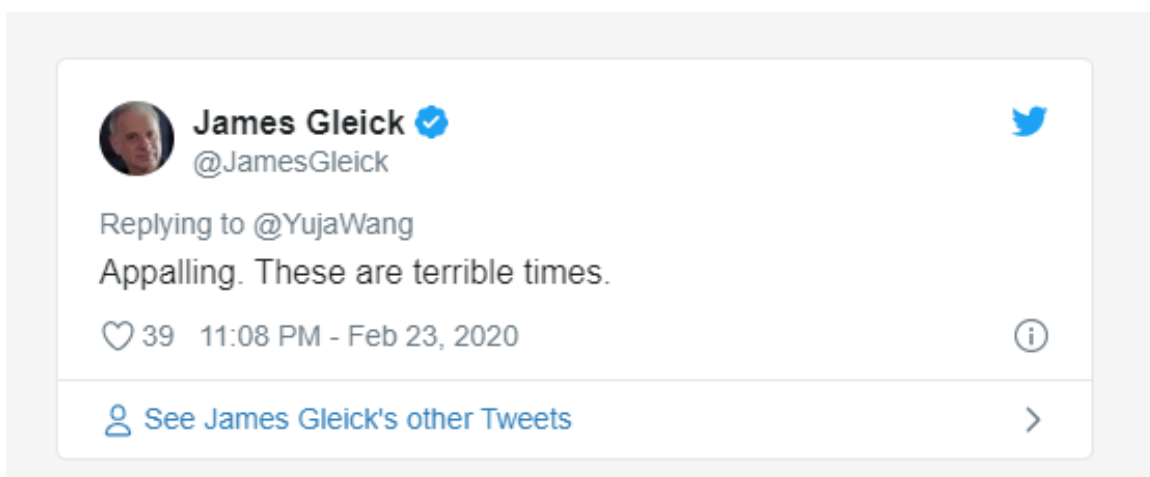 James Gleick
@JamesGleick
Replying to @YujaWang
Appalling. These are terrible times.
39 11:08 PM - Feb 23, 2020
See James Gleick's other Tweets